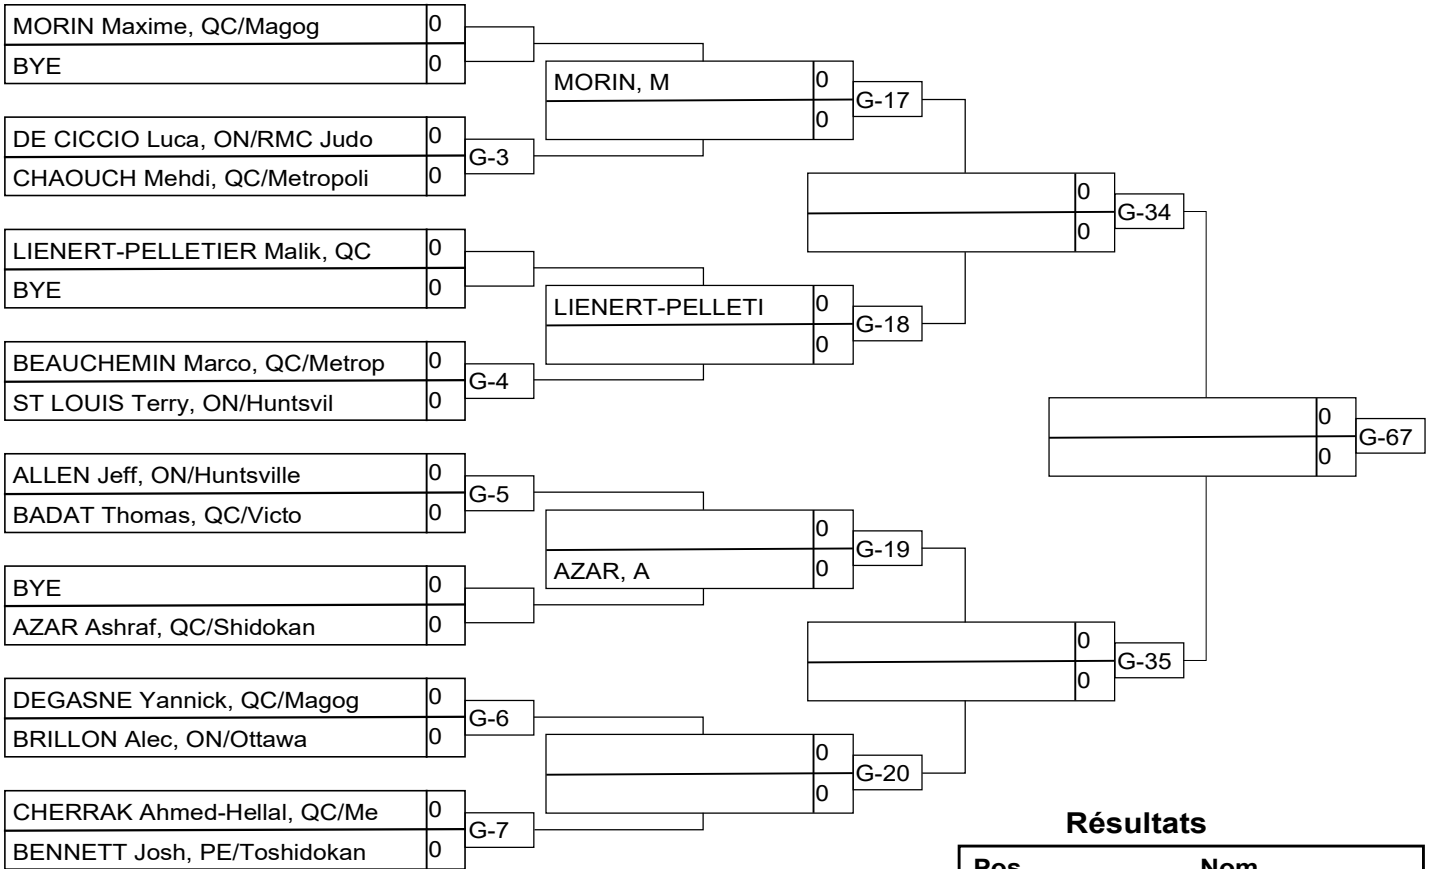 MORIN Maxime, QC/Magog 0
BYE 0
DE CICCIO Luca, ON/RMC Judo 0
G-3
CHAOUCH Mehdi, QC/Metropoli 0
LIENERT-PELLETIER Malik, QC 0
BYE 0
BEAUCHEMIN Marco, QC/Metrop 0
G-4
ST LOUIS Terry, ON/Huntsvil 0
ALLEN Jeff, ON/Huntsville 0
G-5
BADAT Thomas, QC/Victo 0
BYE 0
AZAR Ashraf, QC/Shidokan 0
DEGASNE Yannick, QC/Magog 0
G-6
BRILLON Alec, ON/Ottawa 0
CHERRAK Ahmed-Hellal, QC/Me 0
G-7
BENNETT Josh, PE/Toshidokan 0
MORIN, M 0
G-17
0
LIENERT-PELLETI 0
G-18
0
0
G-19
AZAR, A 0
0
G-20
0
0
G-34
0
0
G-35
0
0
G-67
0
Résultats
Pos Nom